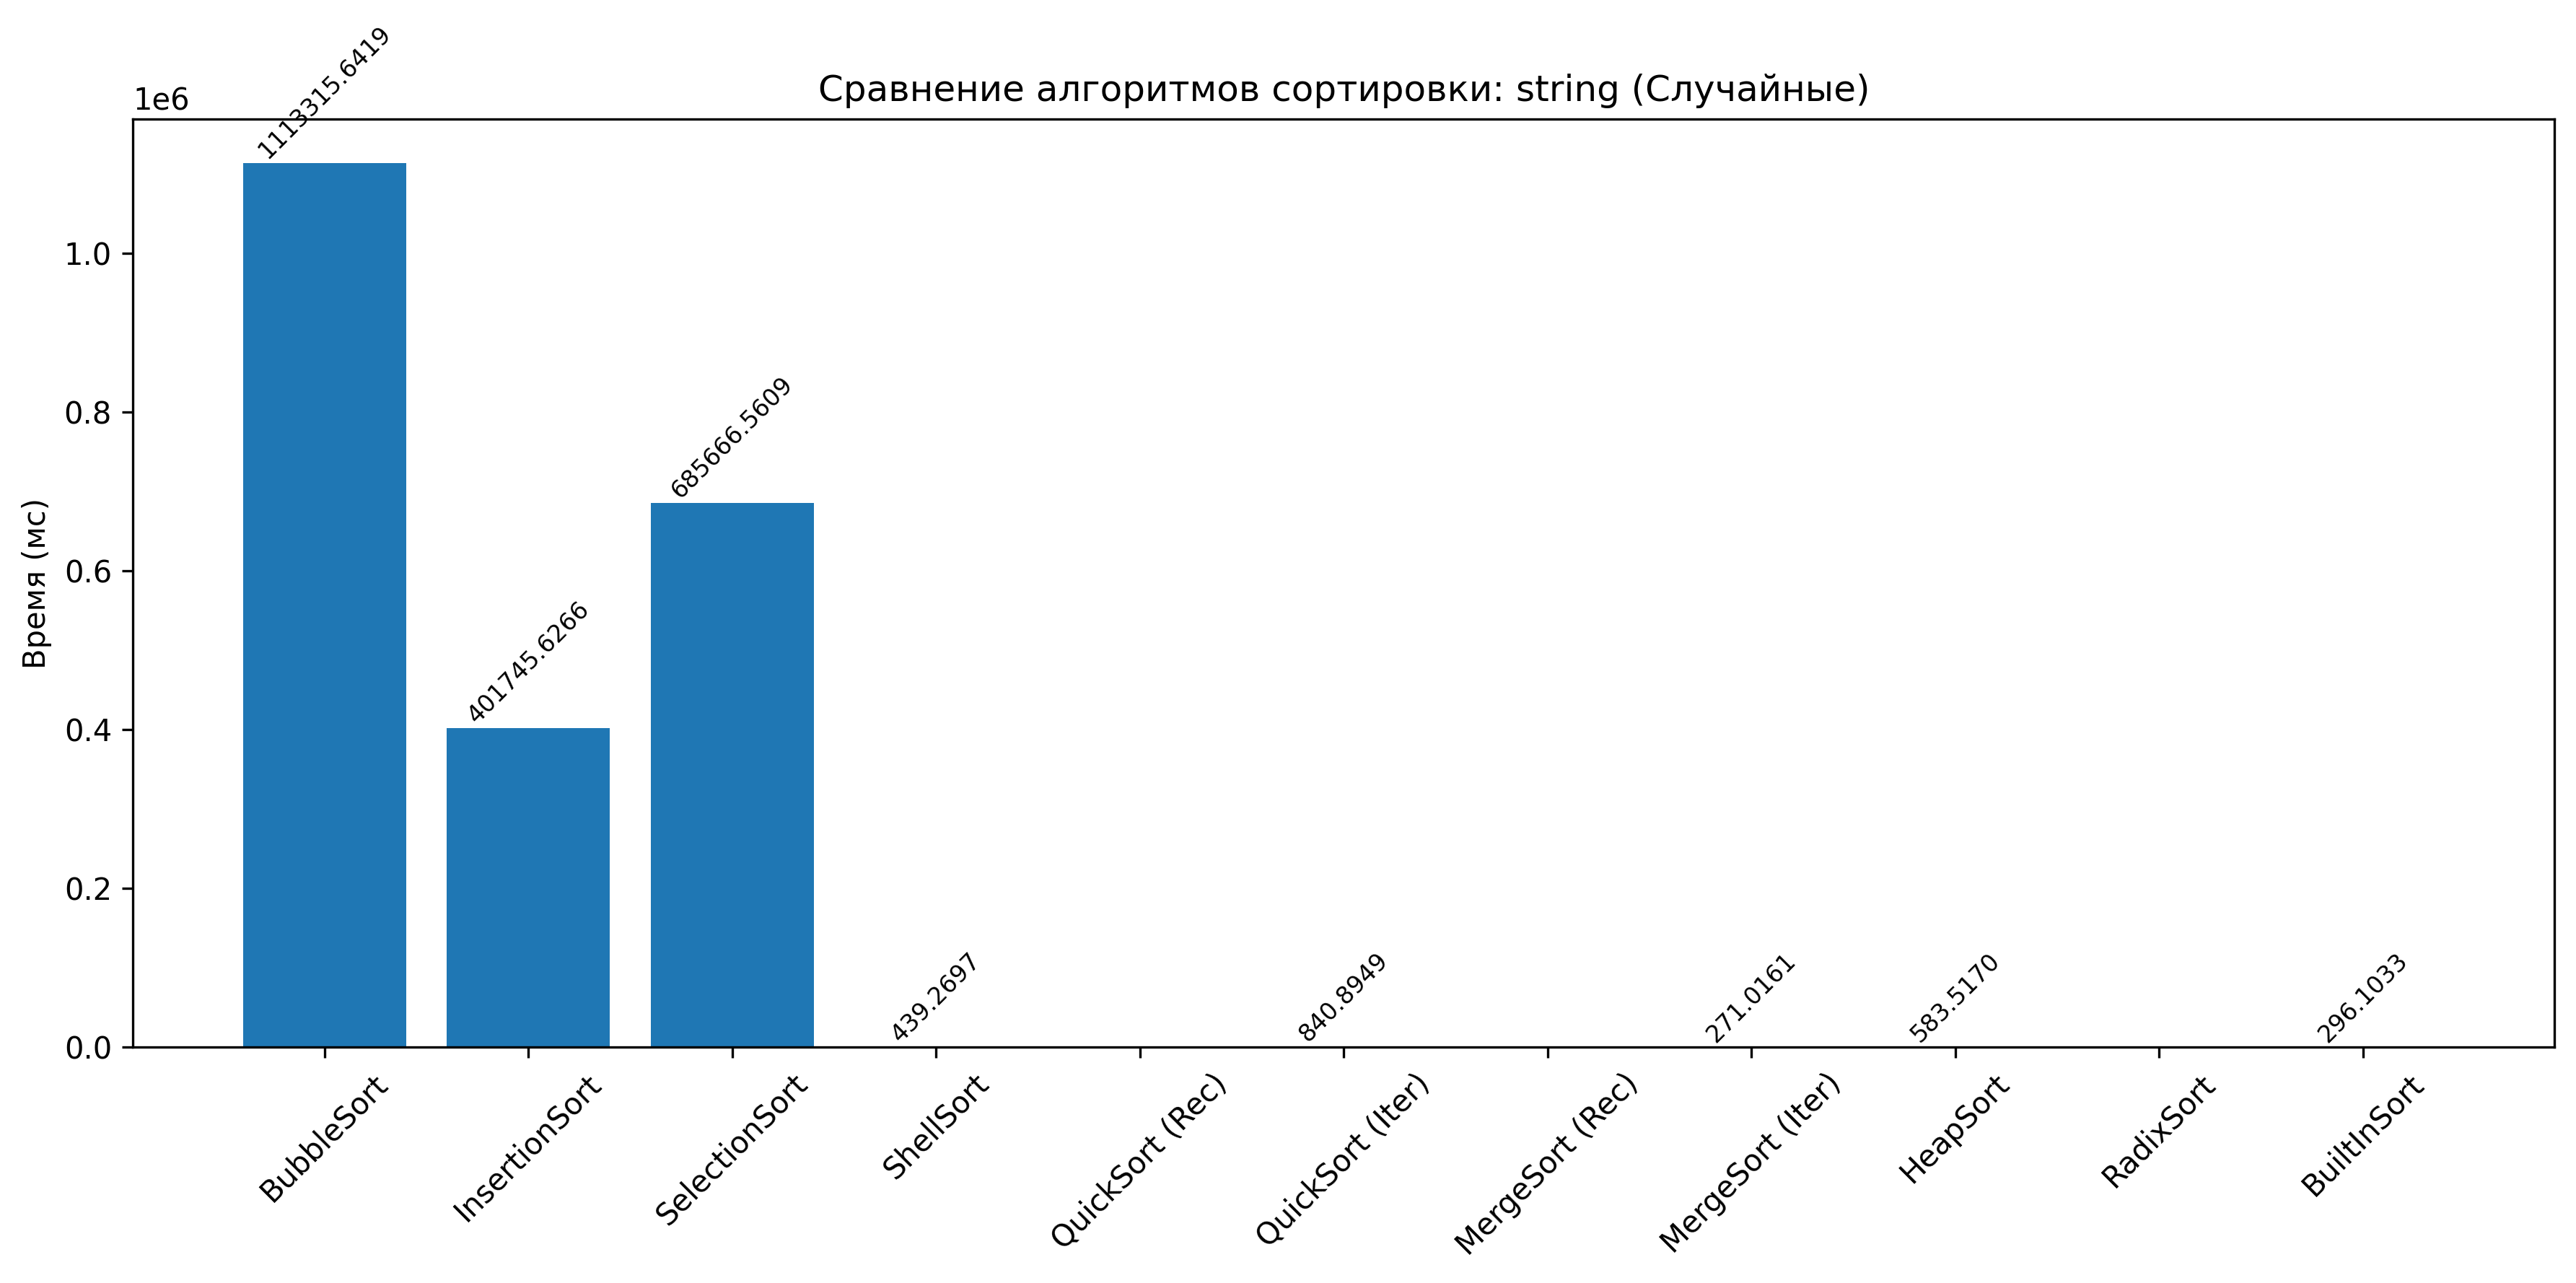 Сравнение алгоритмов сортировки: string (Случайные)
1e6
1113315.6419
401745.6266
685666.5609
439.2697
840.8949
271.0161
583.5170
296.1033
Время (мс)
1.0
0.8
0.6
0.4
0.2
0.0
BubbleSort
InsertionSort
SelectionSort
ShellSort
QuickSort (Rec)
QuickSort (Iter)
MergeSort (Rec)
MergeSort (Iter)
HeapSort
RadixSort
BuiltInSort